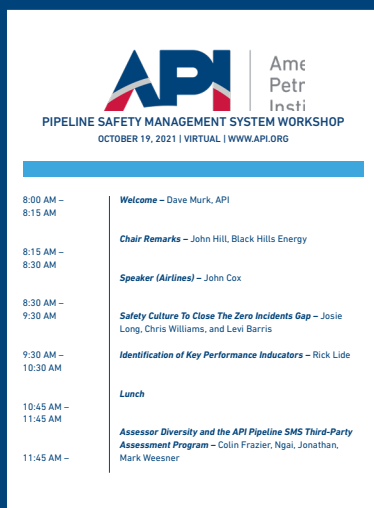 API
Ame
Petr
Insti
PIPELINE SAFETY MANAGEMENT SYSTEM WORKSHOP
OCTOBER 19, 2021 | VIRTUAL | WWW.API.ORG
8:00 AM –
8:15 AM
Welcome – Dave Murk, API
Chair Remarks – John Hill, Black Hills Energy
8:15 AM –
8:30 AM
Speaker (Airlines) – John Cox
8:30 AM –
9:30 AM
Safety Culture To Close The Zero Incidents Gap – Josie
Long, Chris Williams, and Levi Barris
9:30 AM –
10:30 AM
Identification of Key Performance Inducators – Rick Lide
Lunch
10:45 AM –
11:45 AM
Assessor Diversity and the API Pipeline SMS Third-Party
Assessment Program – Colin Frazier, Ngai, Jonathan,
Mark Weesner
11:45 AM –